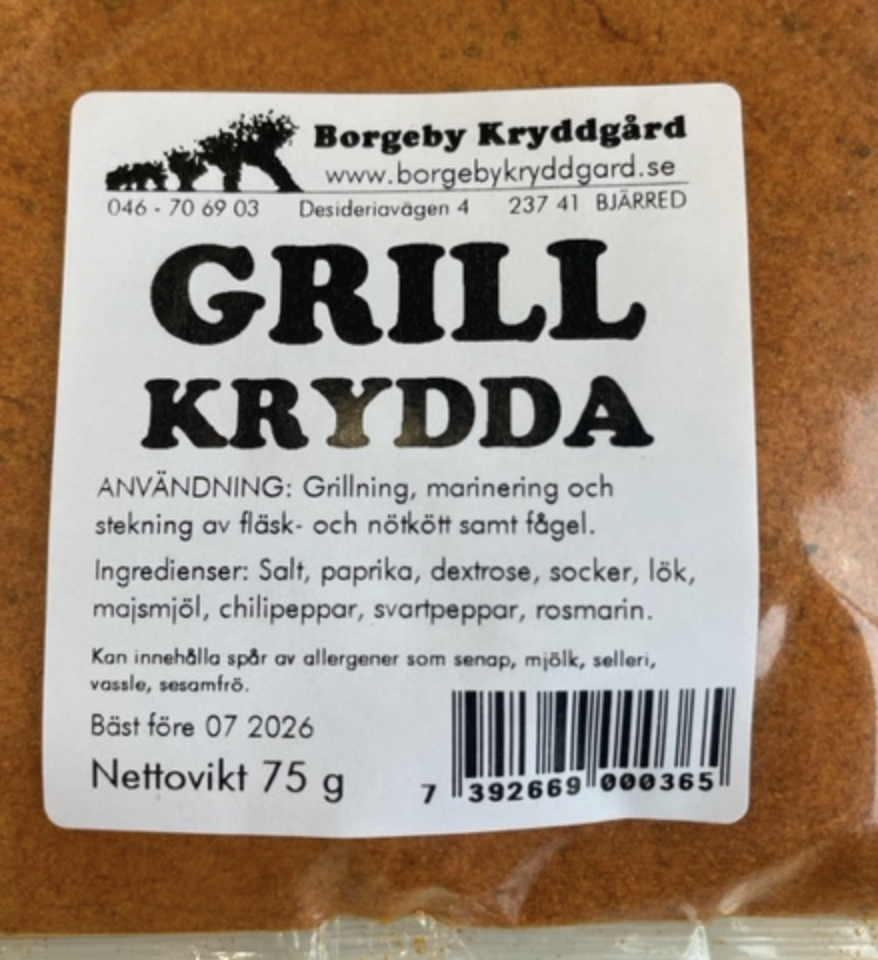 Borgeby Kryddgård
www.borgebykryddgard.se
046 - 70 69 03 Desideriavägen 4 237 41 BJÄRRED
GRILL
KRYDDA
ANVÄNDNING: Grillning, marinering och
stekning av fläsk- och nötkött samt fågel.
Ingredienser: Salt, paprika, dextrose, socker, lök,
majsmjöl, chilipeppar, svartpeppar, rosmarin.
Kan innehålla spår av allergener som senap, mjölk, selleri,
vassle, sesamfrö.
Bäst före 07 2026
Nettovikt 75 g
7 392669 000365